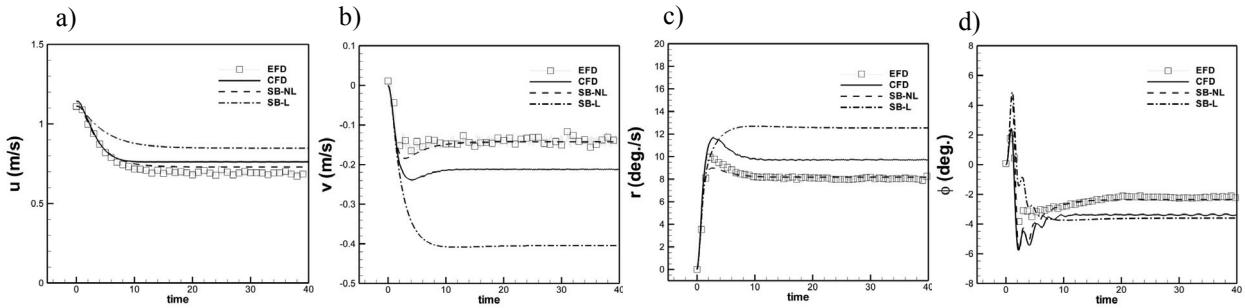 a)
u (m/s)
1.5
1
0.5
0
0
10
20
30
40
time
EFD
CFD
SB-NL
SB-L
b)
v (m/s)
0.1
0
-0.1
-0.2
-0.3
-0.4
-0.5
0
10
20
30
40
time
EFD
CFD
SB-NL
SB-L
c)
r (deg./s)
20
18
16
14
12
10
8
6
4
2
0
0
10
20
30
40
time
EFD
CFD
SB-NL
SB-L
d)
ϕ (deg.)
8
6
4
2
0
-2
-4
-6
-8
0
10
20
30
40
time
EFD
CFD
SB-NL
SB-L